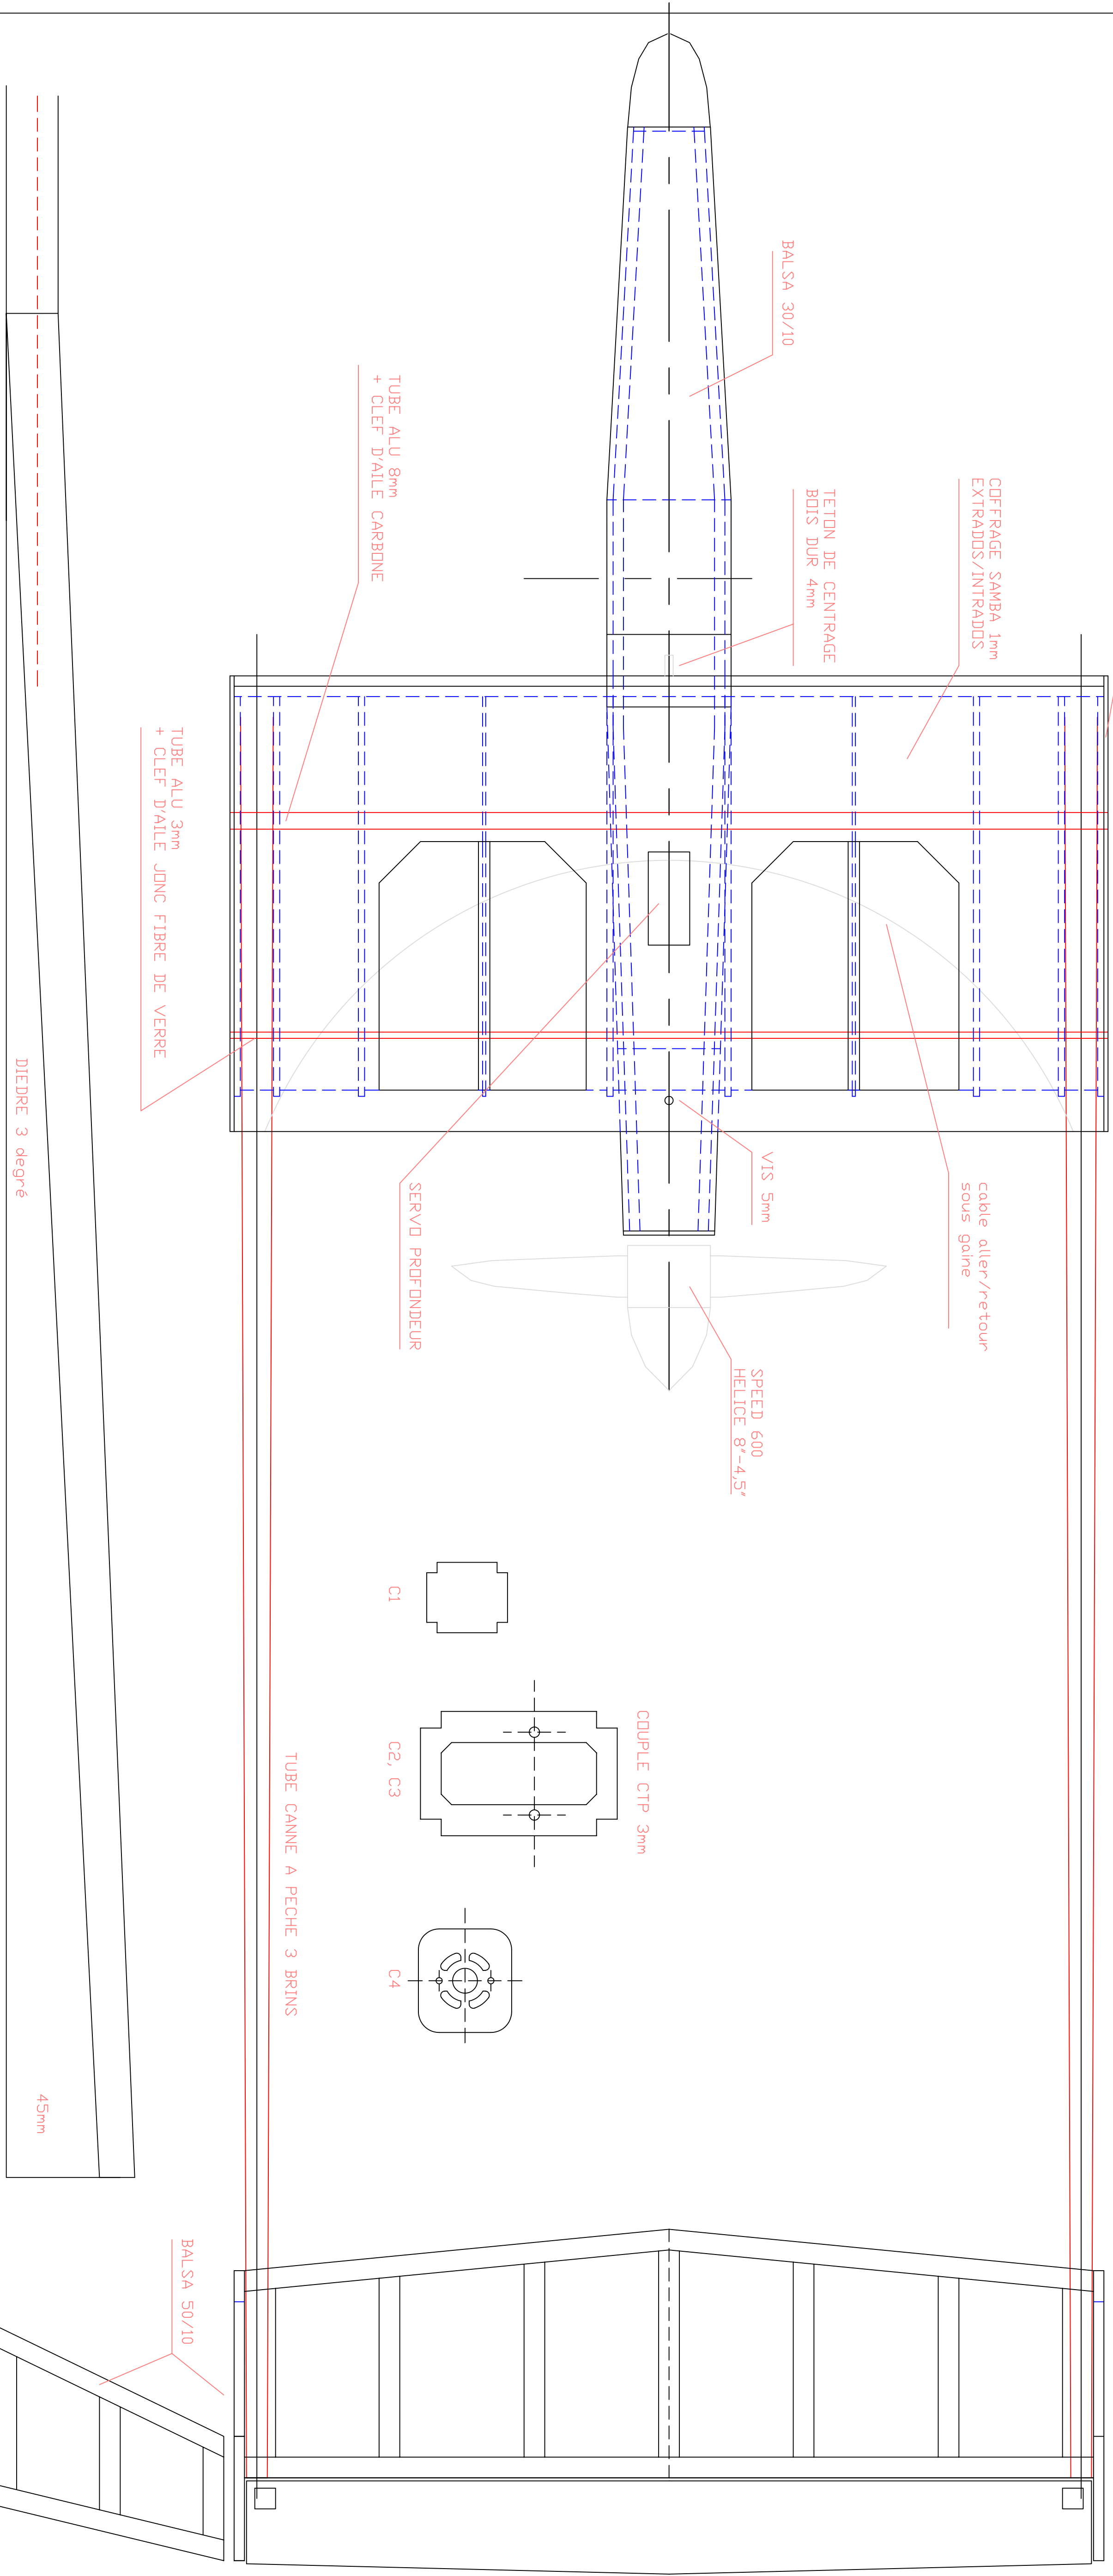 BALSA 30/10
COFFRAGE SAMBA 1mm
EXTRADOS/INTRADOS
TETON DE CENTRAGE
BOIS DUR 4mm
TUBE ALU 8mm
+ CLEF D'AILE CARBONE
TUBE ALU 3mm
+ CLEF D'AILE JONC FIBRE DE VERRE
DIEDRE 3 degré
SERVO PROFONDEUR
VIS 5mm
cable aller/retour
sous gaine
SPEED 600
HELICE 8"-4,5"
C1
COUPLE CTP 3mm
C2, C3
TUBE CANNE A PECHE 3 BRINS
C4
45mm
BALSA 50/10